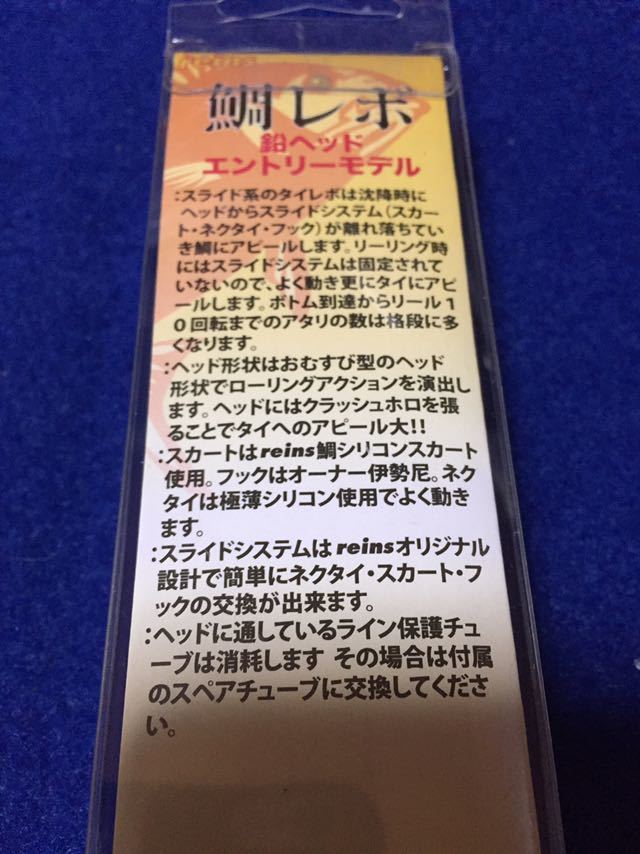 鯛レボ
鉛ヘッド
エントリーモデル
:スライド系のタイレボは沈降時に
ヘッドからスライドシステム(スカー
ト・ネクタイ・フック)が離れ落ちてい
き鯛にアピールします。リーリング時
にはスライドシステムは固定されて
いないので、よく動き更にタイにアピ
ールします。ボトム到達からリール1
0回転までのアタリの数は格段に多
くなります。
:ヘッド形状はおむすび型のヘッド
形状でローリングアクションを演出し
ます。ヘッドにはクラッシュホロを張
ることでタイへのアピール大!!
:スカートはreins鯛シリコンスカート
使用。フックはオーナー伊勢尼。ネク
タイは極薄シリコン使用でよく動き
ます。
:スライドシステムはreinsオリジナル
設計で簡単にネクタイ・スカート・フ
ックの交換が出来ます。
:ヘッドに通しているライン保護チュ
ーブは消耗します その場合は付属
のスペアチューブに交換してくださ
い。